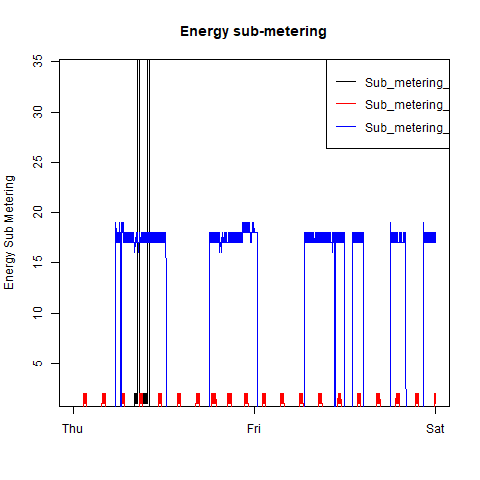 Energy sub-metering
Energy Sub Metering
35
30
25
20
15
10
5
Sub_metering_
Sub_metering_
Sub_metering_
Thu
Fri
Sat